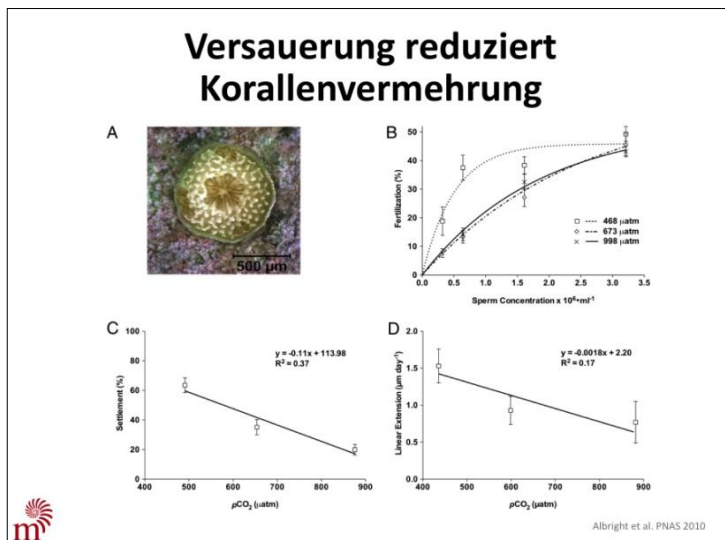 Versauerung reduziert
Korallenvermehrung
A
500 µm
B
Fertilization (%)
50
40
30
20
10
0
0.0 0.5 1.0 1.5 2.0 2.5 3.0 3.5
468 µatm
673 µatm
998 µatm
Sperm Concentration x 10⁶•ml⁻¹
C
Settlement (%)
100
80
60
40
20
0
y = -0.11x + 113.98
R² = 0.37
400 500 600 700 800 900
pCO₂ (µatm)
D
Linear Extension (µm day⁻¹)
2.0
1.5
1.0
0.5
0.0
y = -0.0018x + 2.20
R² = 0.17
400 500 600 700 800 900
pCO₂ (µatm)
m
Albright et al. PNAS 2010